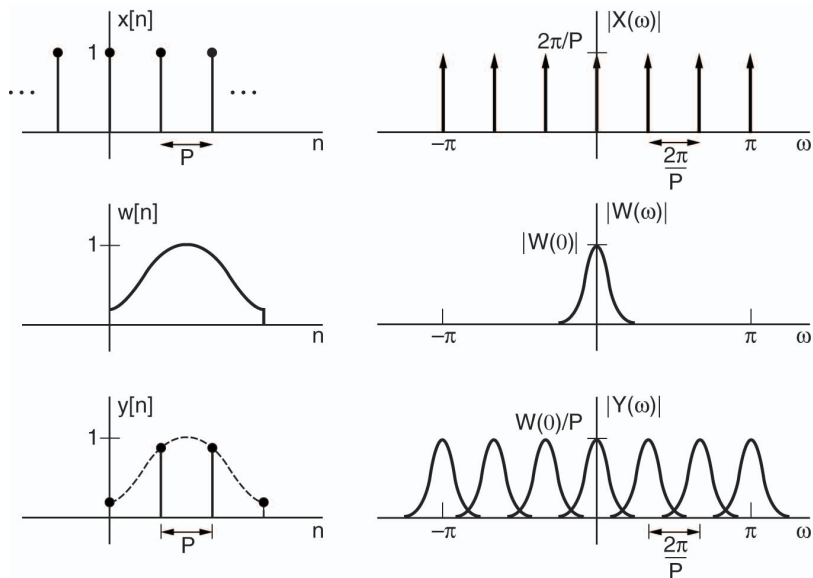 x[n]
1
...
...
P
n
|X(ω)|
2π/P
–π
2π
P
π
ω
w[n]
1
n
|W(ω)|
|W(0)|
–π
π
ω
y[n]
1
P
n
|Y(ω)|
W(0)/P
–π
2π
P
π
ω